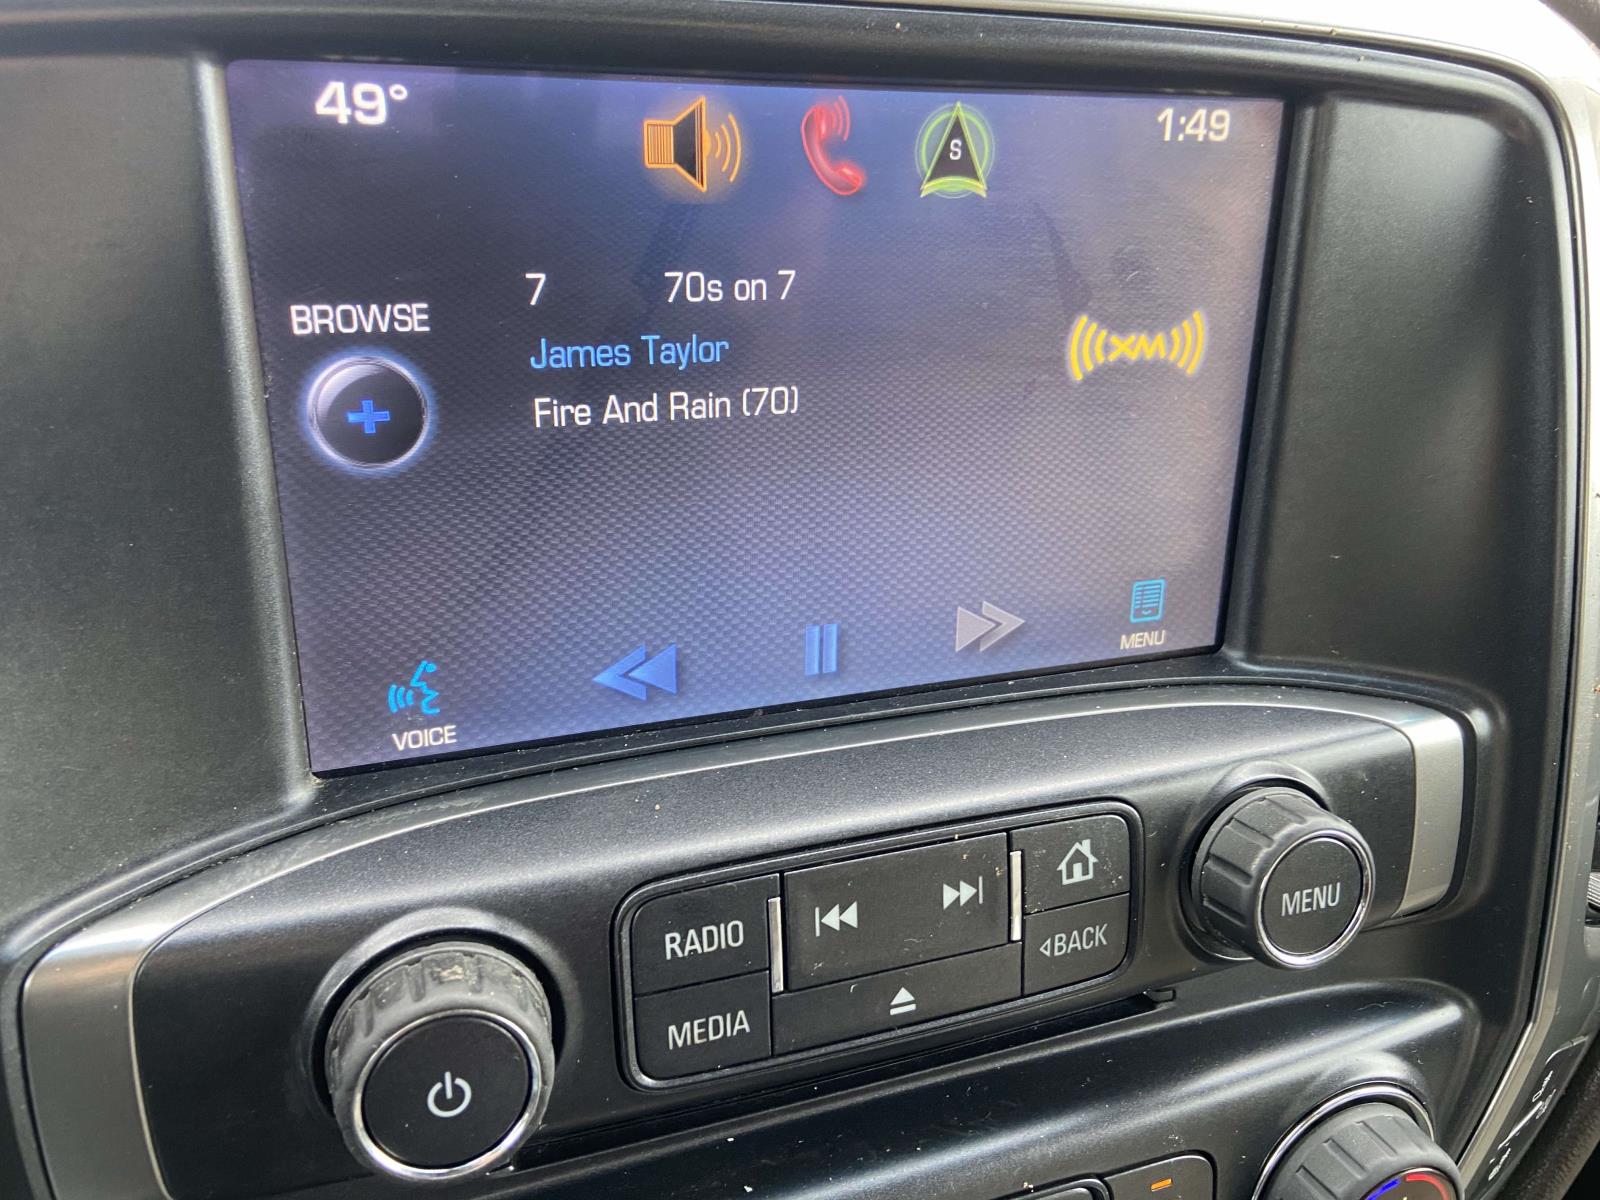 49°
S
1:49
7 70s on 7
BROWSE
James Taylor
((( XM )))
Fire And Rain (70)
MENU
VOICE
RADIO
MEDIA
BACK
MENU